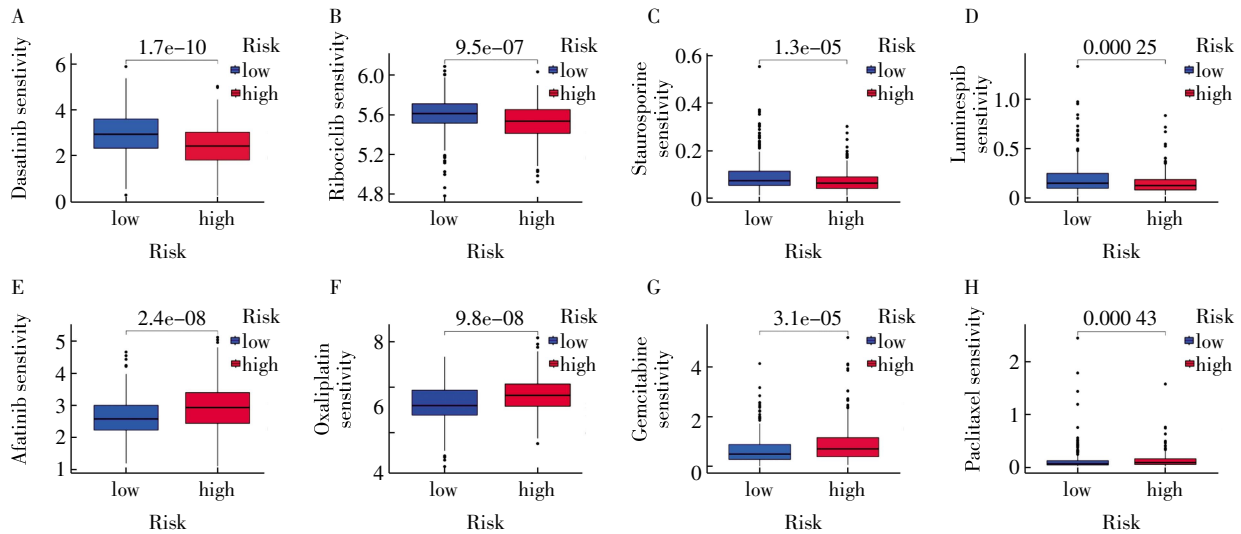 A
Dasatinib senstivity
6
4
2
0
1.7e−10
Risk
low
high
low
high
Risk
B
Ribociclib senstivity
6.0
5.6
5.2
4.8
9.5e−07
Risk
low
high
low
high
Risk
C
Staurosporine
senstivity
0.6
0.4
0.2
0
1.3e−05
Risk
low
high
low
high
Risk
D
Luminespib
senstivity
1.0
0.5
0
0.000 25
Risk
low
high
low
high
Risk
E
Afatinib senstivity
5
4
3
2
1
2.4e−08
Risk
low
high
low
high
Risk
F
Oxaliplatin
senstivity
8
6
4
9.8e−08
Risk
low
high
low
high
Risk
G
Gemcitabine
sensitivity
4
2
0
3.1e−05
Risk
low
high
low
high
Risk
H
Paclitaxel sensitivity
2
1
0
0.000 43
Risk
low
high
low
high
Risk